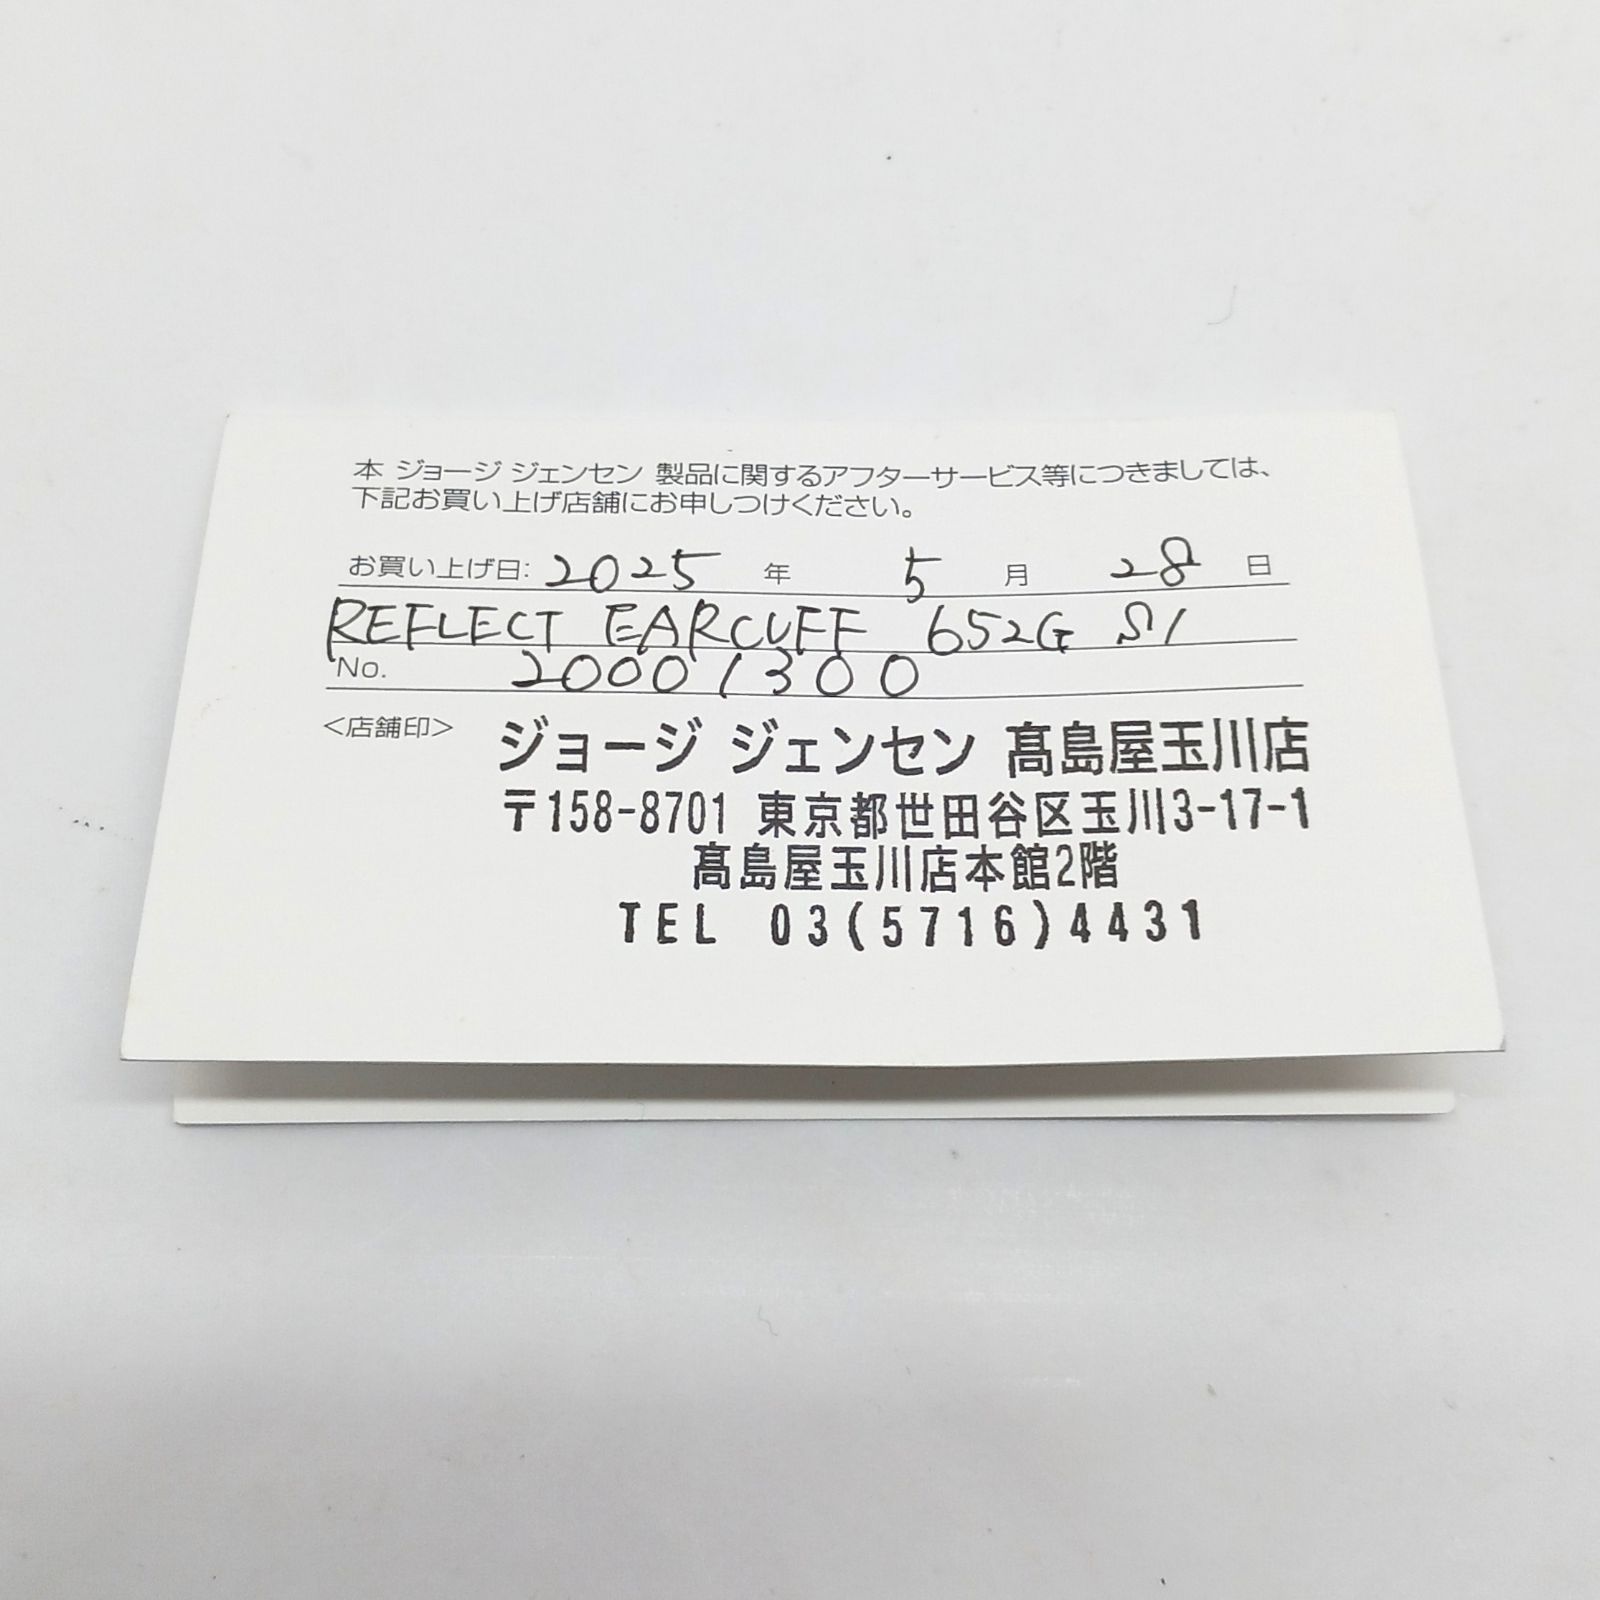 本 ジョージ ジェンセン 製品に関するアフターサービス等につきましては、
下記お買い上げ店舗にお申しつけください。
お買い上げ日: 2025 年 5 月 28 日
REFLECT EARCUFF 652G S1
No. 20001300
<店舗印>
ジョージ ジェンセン 髙島屋玉川店
〒158-8701 東京都世田谷区玉川3-17-1
髙島屋玉川店本館2階
TEL 03(5716)4431